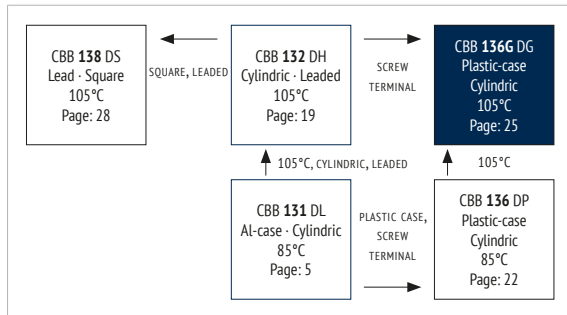 CBB 138 DS
Lead · Square
105°C
Page: 28
SQUARE, LEADED
CBB 132 DH
Cylindric · Leaded
105°C
Page: 19
SCREW
TERMINAL
CBB 136G DG
Plastic-case
Cylindric
105°C
Page: 25
105°C, CYLINDRIC, LEADED
105°C
CBB 131 DL
Al-case · Cylindric
85°C
Page: 5
PLASTIC CASE,
SCREW
TERMINAL
CBB 136 DP
Plastic-case
Cylindric
85°C
Page: 22